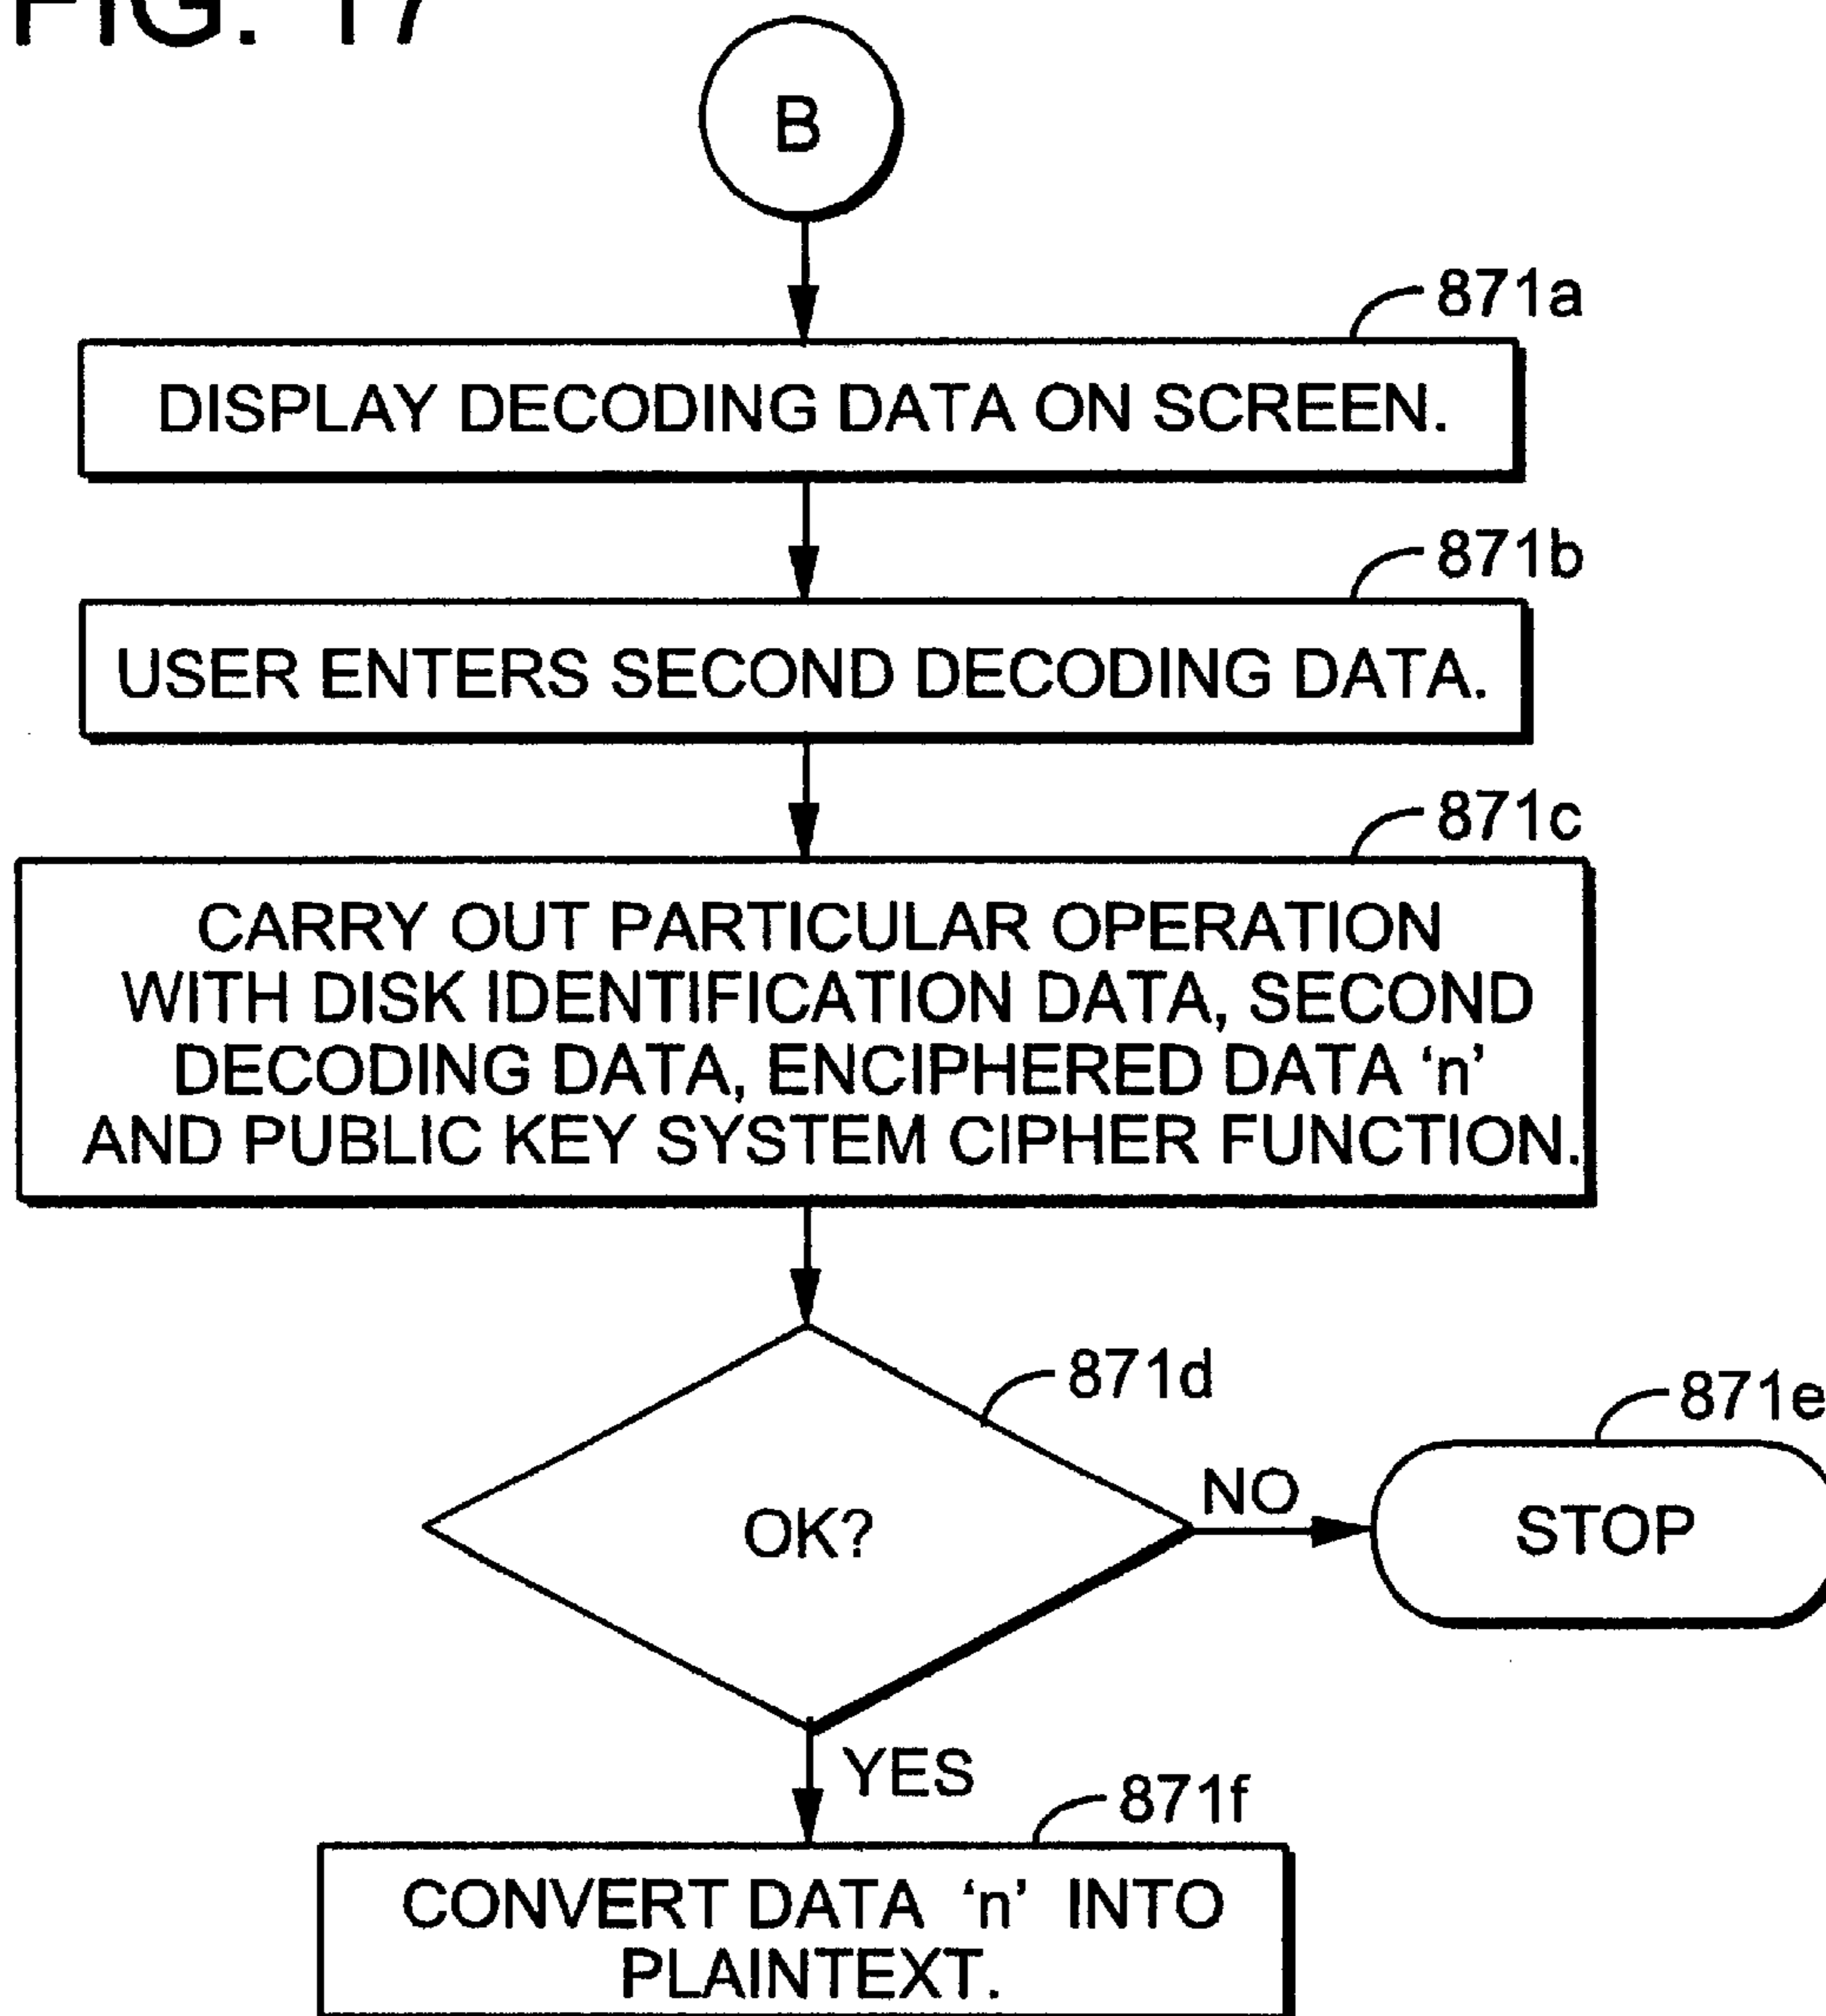 FIG. 17
B
871a
DISPLAY DECODING DATA ON SCREEN.
871b
USER ENTERS SECOND DECODING DATA.
871c
CARRY OUT PARTICULAR OPERATION
WITH DISK IDENTIFICATION DATA, SECOND
DECODING DATA, ENCIPHERED DATA ‘n’
AND PUBLIC KEY SYSTEM CIPHER FUNCTION.
871d
OK?
NO
871e
STOP
YES
871f
CONVERT DATA ‘n’ INTO
PLAINTEXT.